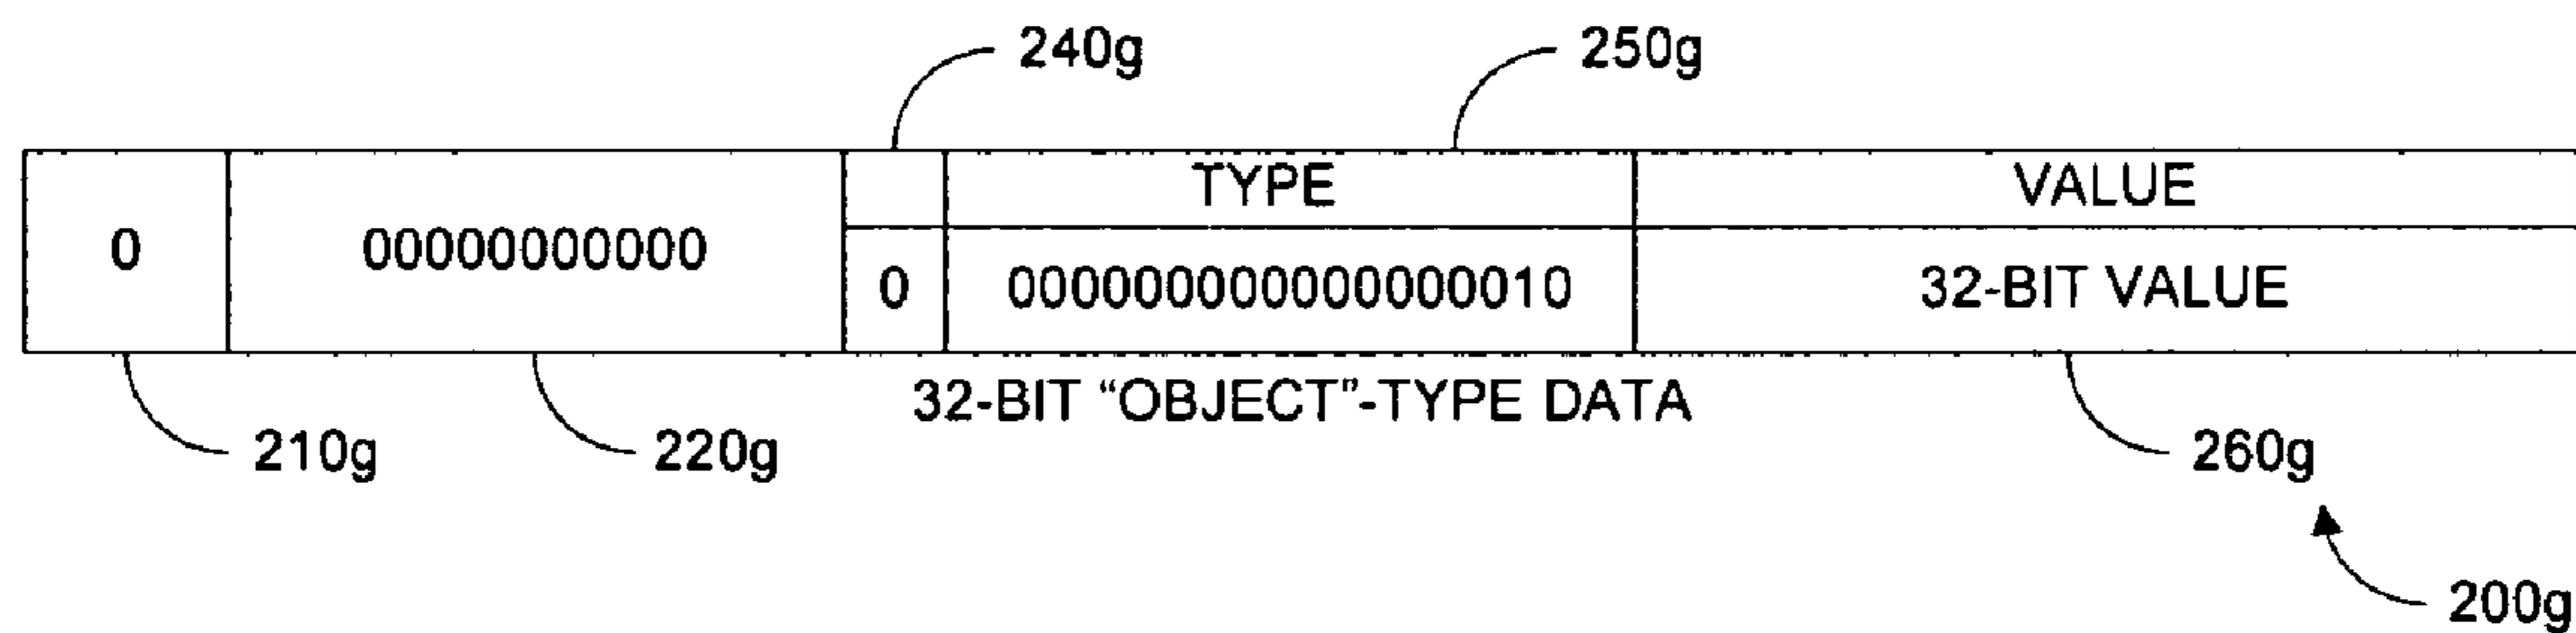 240g 250g
TYPE VALUE
0 00000000000
0 000000000000000010 32-BIT VALUE
32-BIT “OBJECT”-TYPE DATA
210g 220g 260g
200g